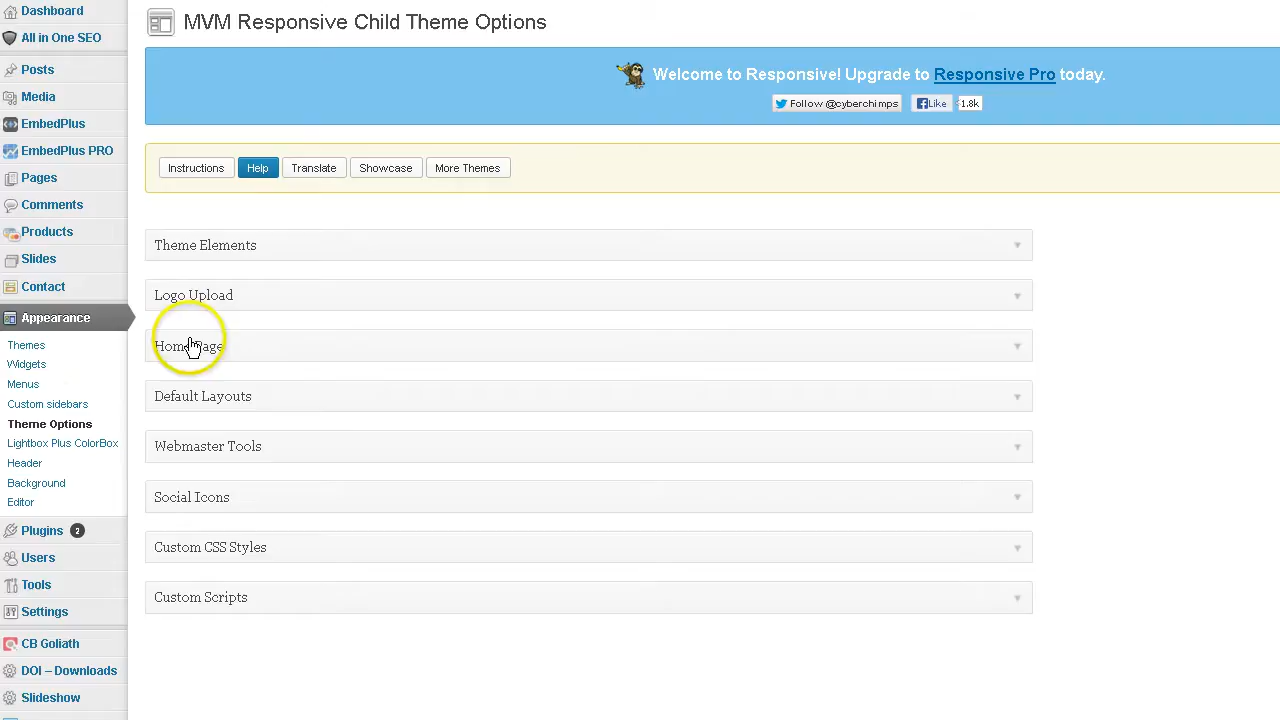 Dashboard
All in One SEO
Posts
Media
EmbedPlus
EmbedPlus PRO
Pages
Comments
Products
Slides
Contact
Appearance
Themes
Widgets
Menus
Custom sidebars
Theme Options
Lightbox Plus ColorBox
Header
Background
Editor
Plugins 2
Users
Tools
Settings
CB Goliath
DOI – Downloads
Slideshow
MVM Responsive Child Theme Options
Welcome to Responsive! Upgrade to Responsive Pro today.
Follow @cyberchimps Like 1.8k
Instructions Help Translate Showcase More Themes
Theme Elements
Logo Upload
Home Page
Default Layouts
Webmaster Tools
Social Icons
Custom CSS Styles
Custom Scripts